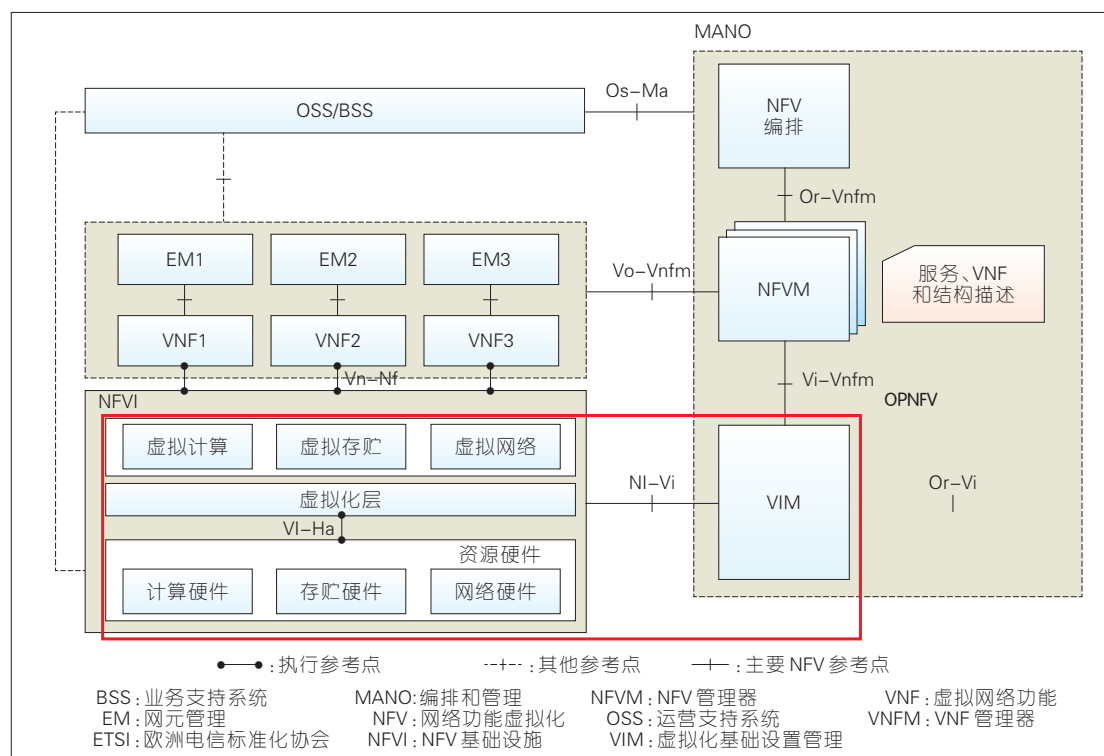 MANO
OSS/BSS
Os-Ma
NFV
编排
Or-Vnfm
EM1
EM2
EM3
Vo-Vnfm
NFVM
服务、VNF
和结构描述
VNF1
VNF2
VNF3
Vn-Nf
Vi-Vnfm
OPNFV
NFVI
虚拟计算
虚拟存贮
虚拟网络
虚拟化层
NI-Vi
VIM
Or-Vi
VI-Ha
资源硬件
计算硬件
存贮硬件
网络硬件
:执行参考点
:其他参考点
:主要 NFV 参考点
BSS:业务支持系统 MANO:编排和管理 NFVM:NFV 管理器 VNF:虚拟网络功能
EM:网元管理 NFV:网络功能虚拟化 OSS:运营支持系统 VNFM:VNF 管理器
ETSI:欧洲电信标准化协会 NFVI:NFV 基础设施 VIM:虚拟化基础设置管理